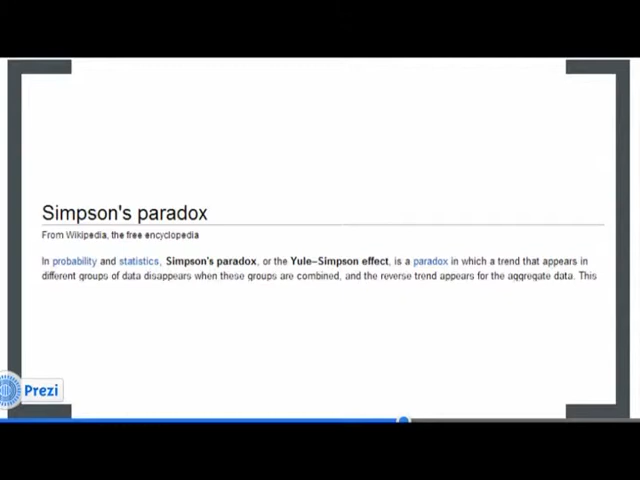 Simpson's paradox
From Wikipedia, the free encyclopedia
In probability and statistics, Simpson's paradox, or the Yule–Simpson effect, is a paradox in which a trend that appears in
different groups of data disappears when these groups are combined, and the reverse trend appears for the aggregate data. This
Prezi